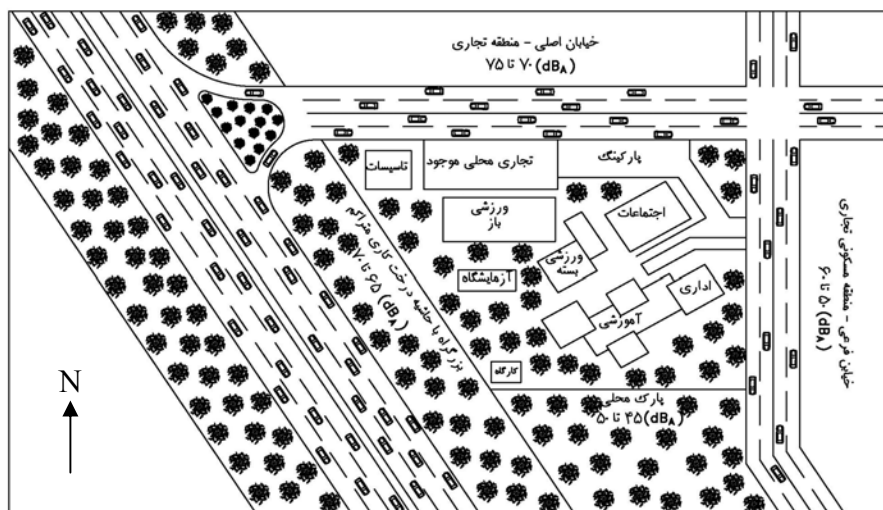 خیابان اصلی - منطقه تجاری
۷۰ تا ۷۵ (dBA)
تاسیسات
تجاری محلی موجود
پارکینگ
ورزشی
باز
اجتماعات
ورزشی
بسته
آزمایشگاه
اداری
آموزشی
کارگاه
بزرگراه با حاشیه درخت کاری متراکم
۶۵ تا ۷۰ (dBA)
خیابن فرعی - منطقه مسکونی تجاری
۵۰ تا ۶۰
(dBA)
پارک محلی
۴۵ تا ۵۰ (dBA)
N